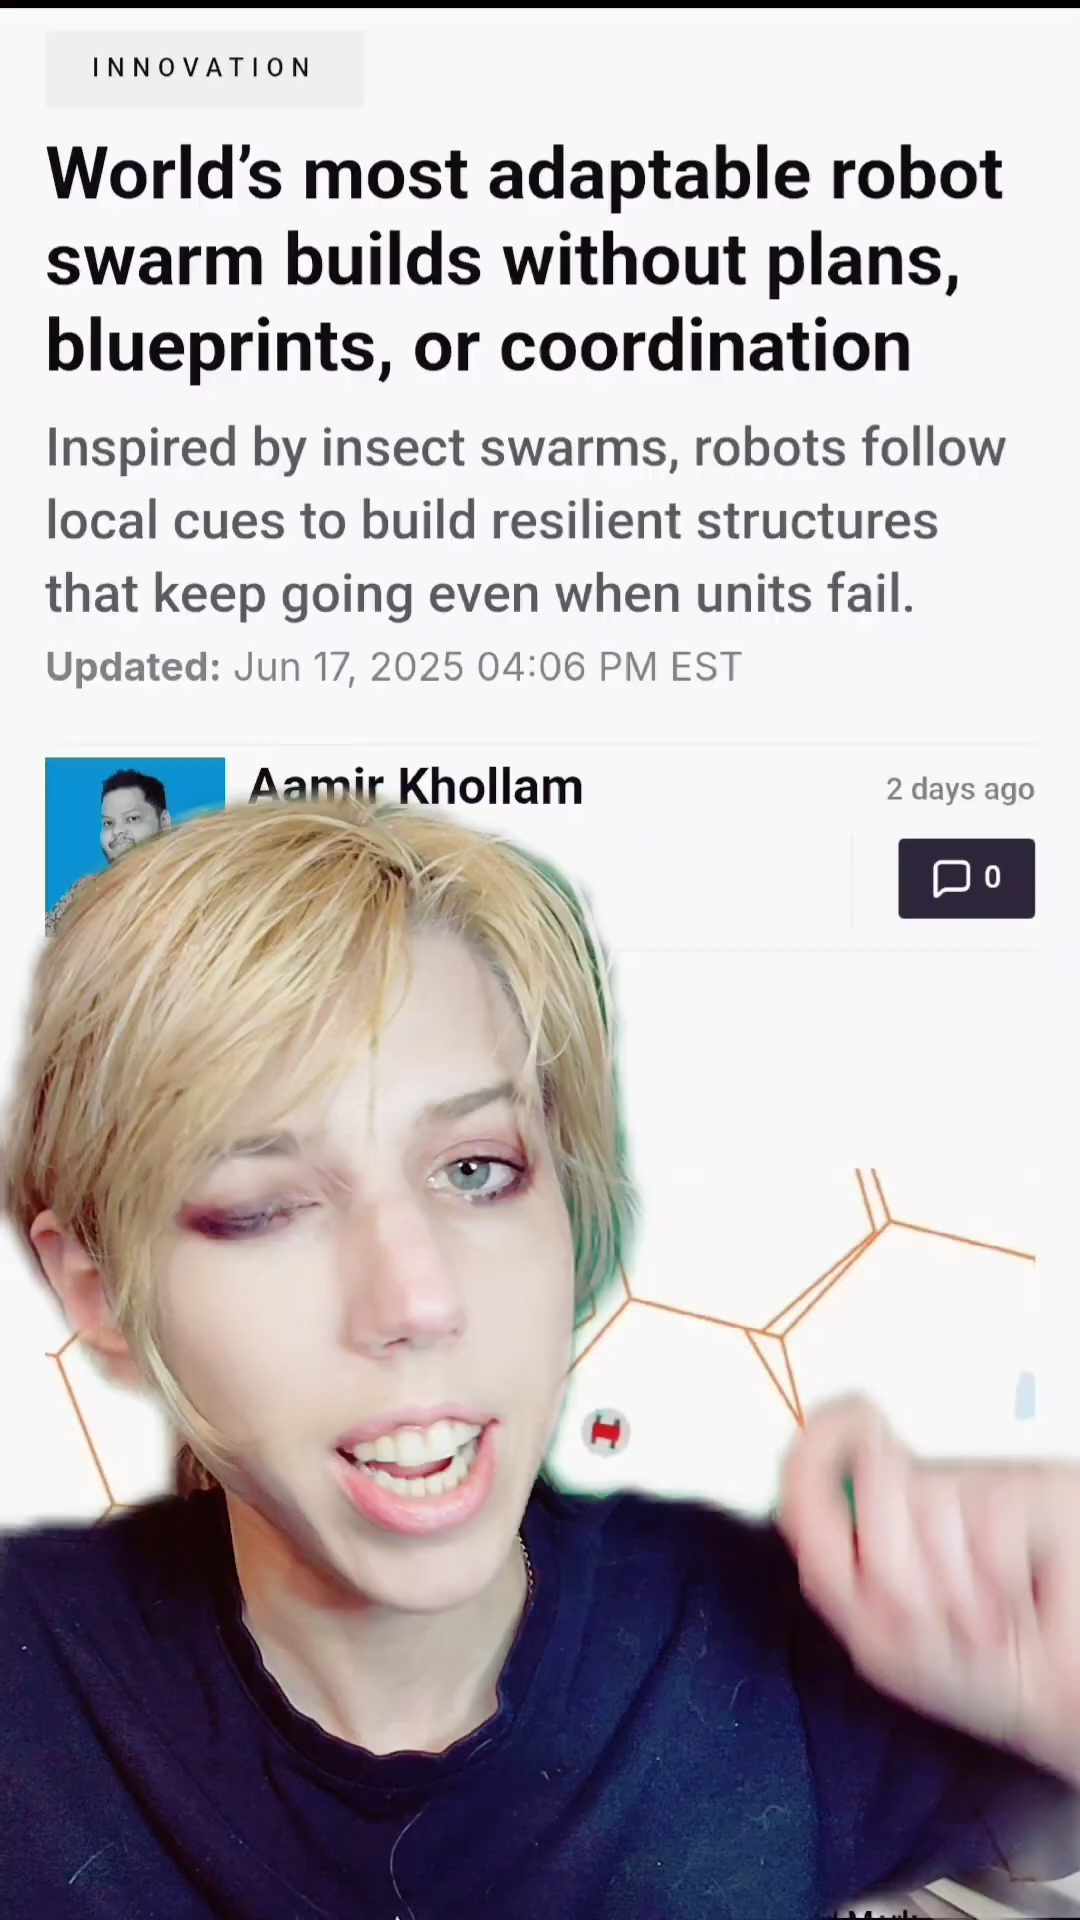 INNOVATION
World’s most adaptable robot
swarm builds without plans,
blueprints, or coordination
Inspired by insect swarms, robots follow
local cues to build resilient structures
that keep going even when units fail.
Updated: Jun 17, 2025 04:06 PM EST
Aamir Khollam
2 days ago
0